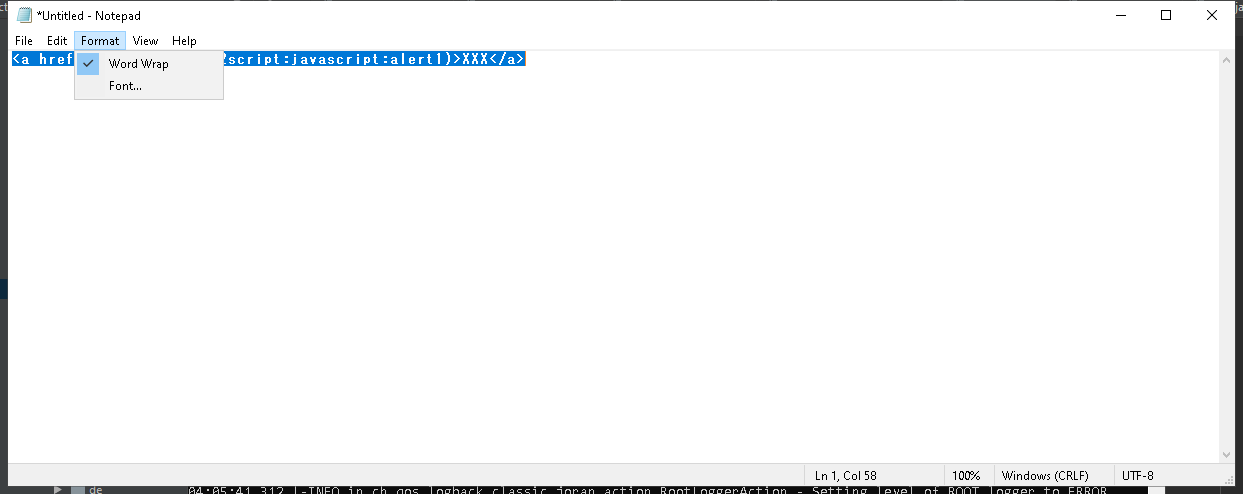 *Untitled - Notepad
File Edit Format View Help
<a href
?script:javascript:alert1)>XXX</a>
Word Wrap
Font...
Ln 1, Col 58 100% Windows (CRLF) UTF-8
de 04:05:41,312 |-INFO in ch.qos.logback.classic.joran.action.RootLoggerAction - Setting level of ROOT logger to ERROR